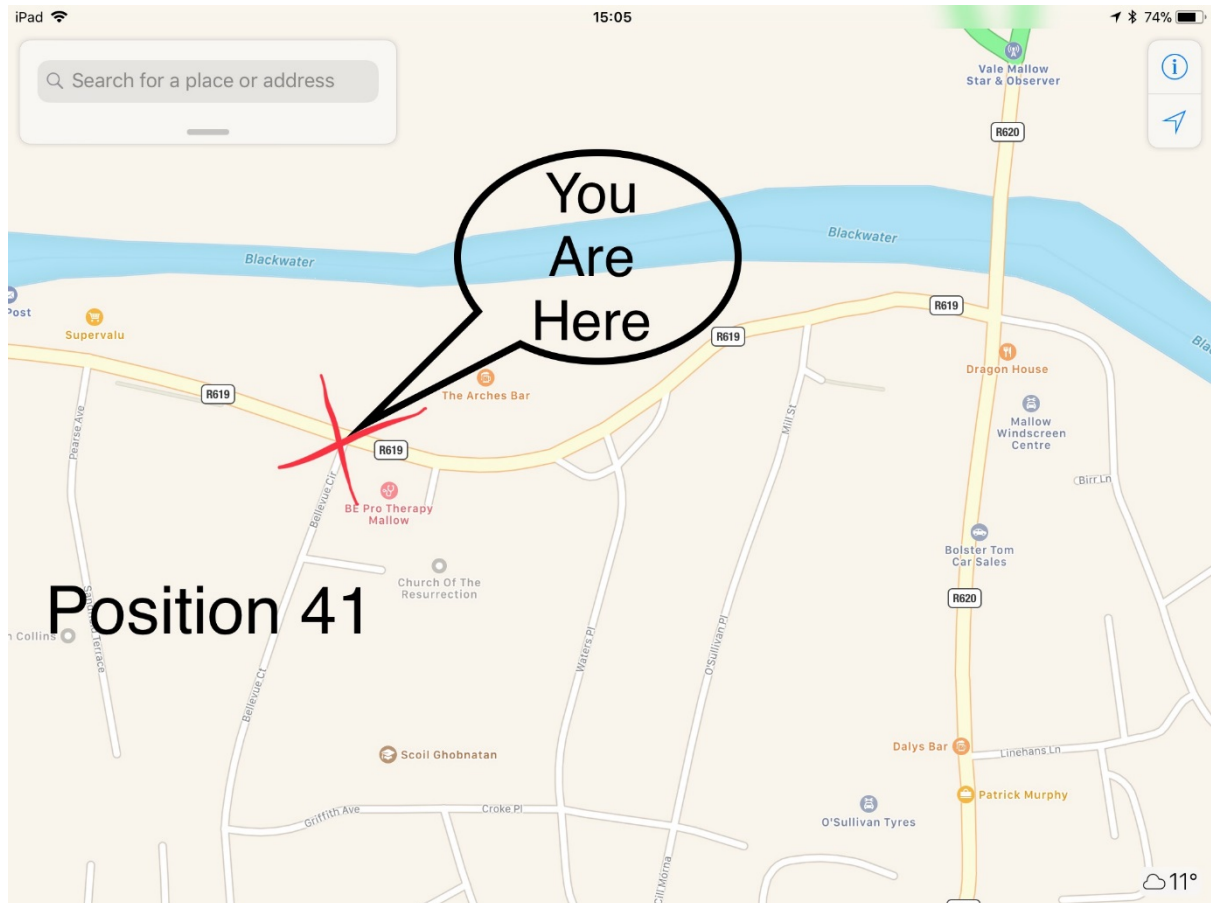 iPad
15:05
74%
Search for a place or address
Vale Mallow
Star & Observer
R620
You
Are
Here
Blackwater
Blackwater
Post
Supervalu
R619
R619
Dragon House
The Arches Bar
R619
R619
Mallow
Windscreen
Centre
Pearse Ave
Mill St
Birr Ln
Bellevue Cir
BE Pro Therapy
Mallow
Bolster Tom
Car Sales
Church Of The
Resurrection
R620
Position 41
Collins
Terrace
Waters Pl
O'Sullivan Pl
Bellevue Ct
Scoil Ghobnatan
Dalys Bar
Linehans Ln
Patrick Murphy
Griffith Ave
Croke Pl
O'Sullivan Tyres
11°